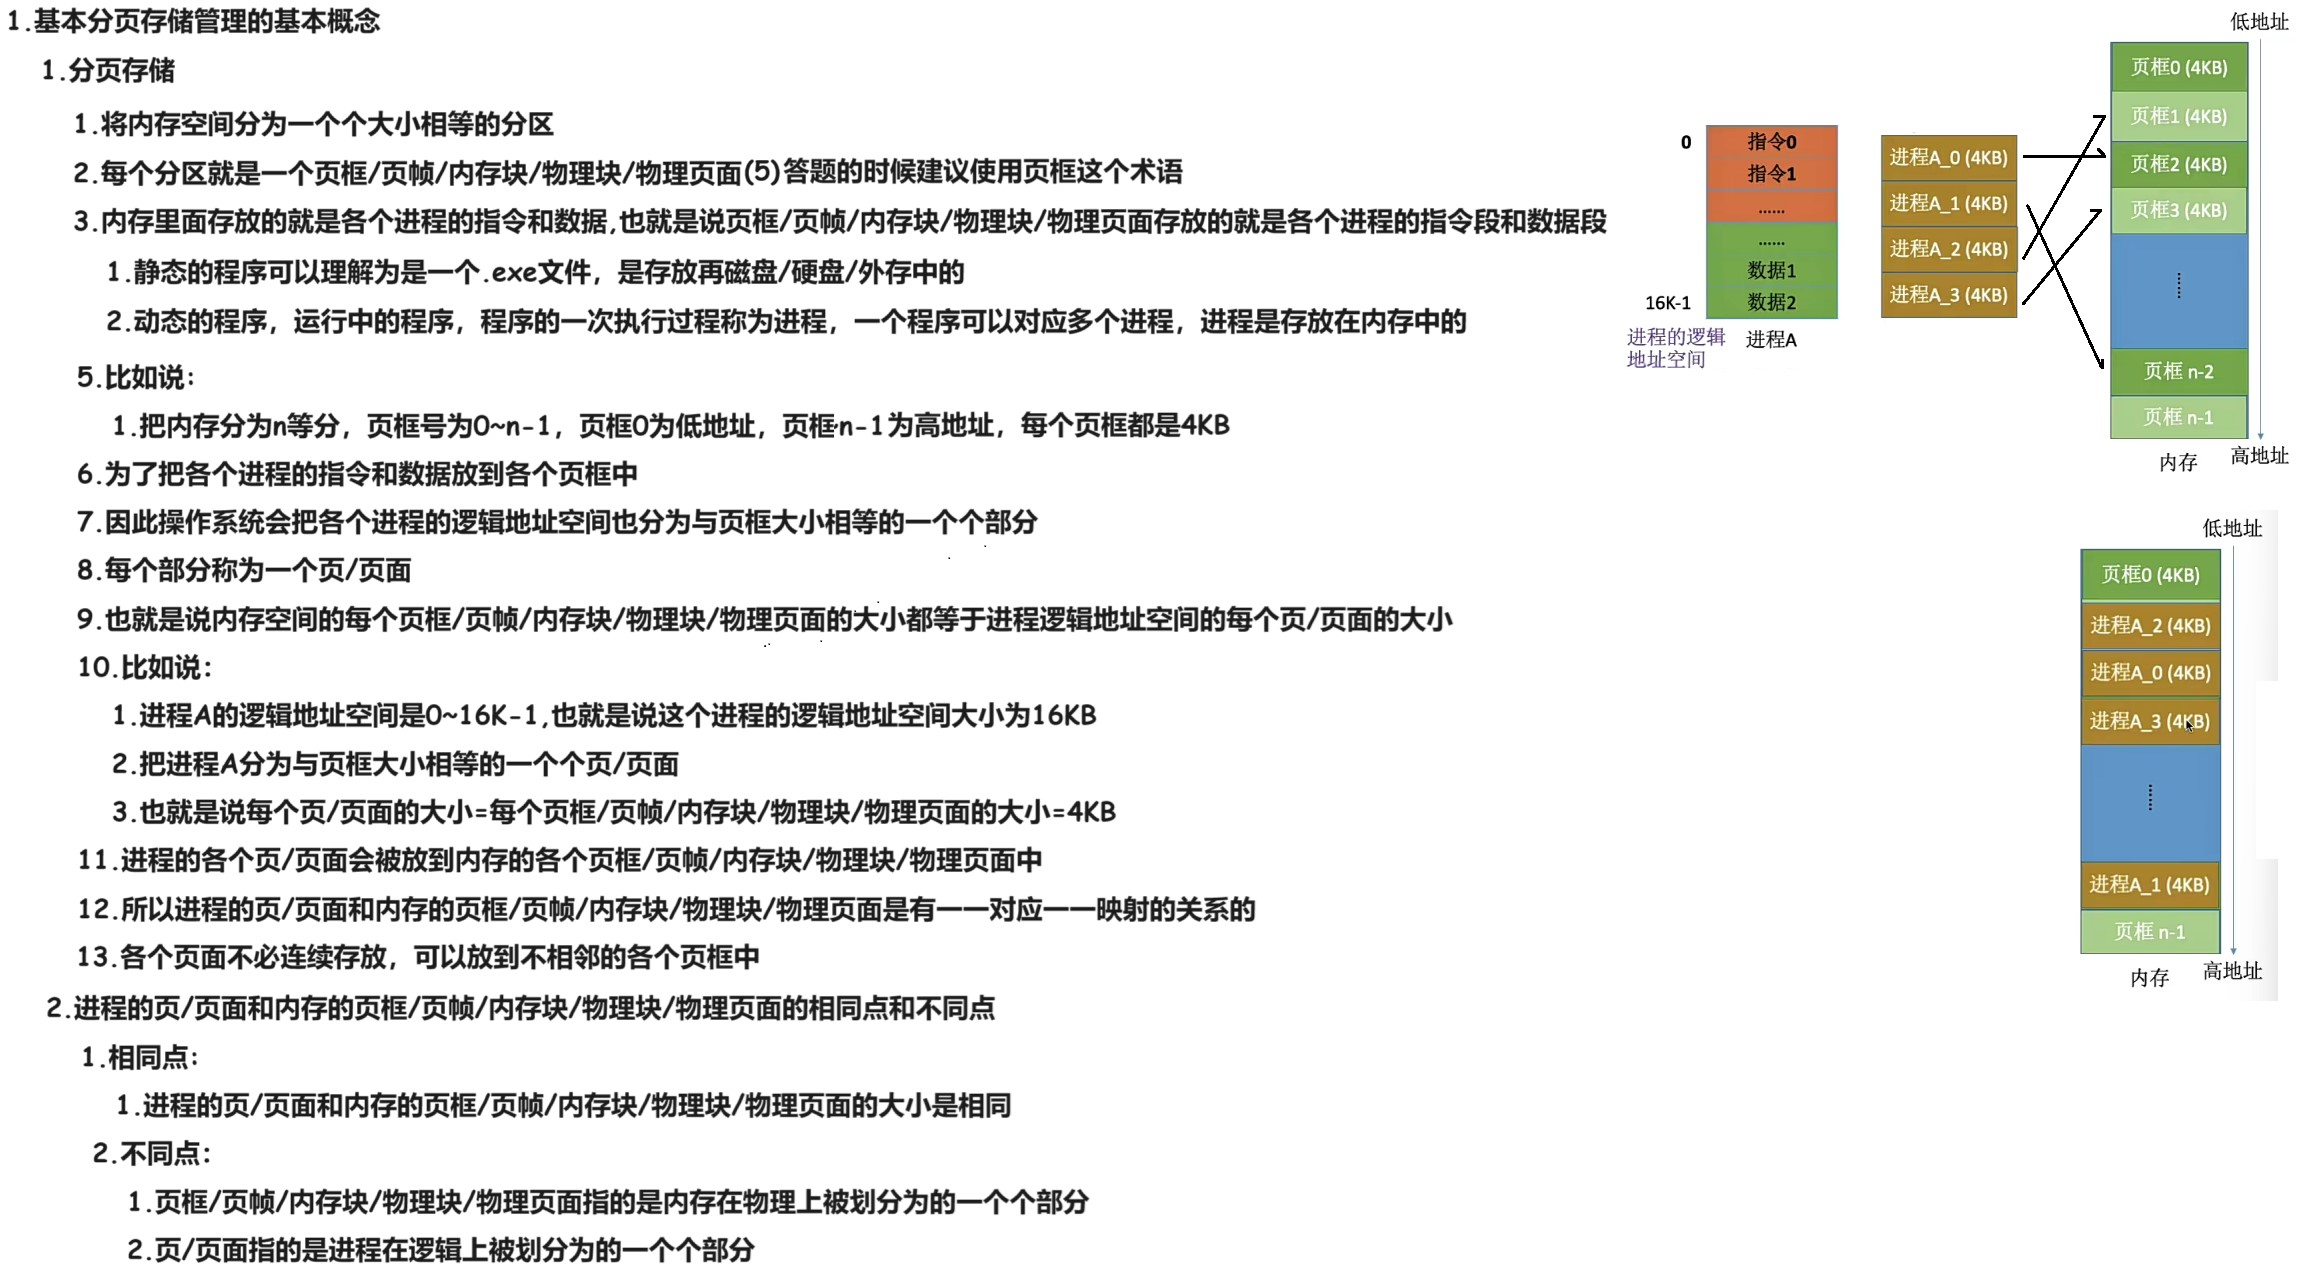 1.基本分页存储管理的基本概念
1.分页存储
1.将内存空间分为一个个大小相等的分区
2.每个分区就是一个页框/页帧/内存块/物理块/物理页面(5)答题的时候建议使用页框这个术语
3.内存里面存放的就是各个进程的指令和数据,也就是说页框/页帧/内存块/物理块/物理页面存放的就是各个进程的指令段和数据段
1.静态的程序可以理解为是一个.exe文件，是存放再磁盘/硬盘/外存中的
2.动态的程序，运行中的程序，程序的一次执行过程称为进程，一个程序可以对应多个进程，进程是存放在内存中的
5.比如说：
1.把内存分为n等分，页框号为0~n-1，页框0为低地址，页框n-1为高地址，每个页框都是4KB
6.为了把各个进程的指令和数据放到各个页框中
7.因此操作系统会把各个进程的逻辑地址空间也分为与页框大小相等的一个个部分
8.每个部分称为一个页/页面
9.也就是说内存空间的每个页框/页帧/内存块/物理块/物理页面的大小都等于进程逻辑地址空间的每个页/页面的大小
10.比如说：
1.进程A的逻辑地址空间是0~16K-1,也就是说这个进程的逻辑地址空间大小为16KB
2.把进程A分为与页框大小相等的一个个页/页面
3.也就是说每个页/页面的大小=每个页框/页帧/内存块/物理块/物理页面的大小=4KB
11.进程的各个页/页面会被放到内存的各个页框/页帧/内存块/物理块/物理页面中
12.所以进程的页/页面和内存的页框/页帧/内存块/物理块/物理页面是有一一对应一一映射的关系的
13.各个页面不必连续存放，可以放到不相邻的各个页框中
2.进程的页/页面和内存的页框/页帧/内存块/物理块/物理页面的相同点和不同点
1.相同点：
1.进程的页/页面和内存的页框/页帧/内存块/物理块/物理页面的大小是相同
2.不同点：
1.页框/页帧/内存块/物理块/物理页面指的是内存在物理上被划分为的一个个部分
2.页/页面指的是进程在逻辑上被划分为的一个个部分
0
指令0
指令1
......
......
数据1
16K-1
数据2
进程的逻辑
地址空间
进程A
进程A_0 (4KB)
进程A_1 (4KB)
进程A_2 (4KB)
进程A_3 (4KB)
低地址
页框0 (4KB)
页框1 (4KB)
页框2 (4KB)
页框3 (4KB)
......
页框 n-2
页框 n-1
内存
高地址
低地址
页框0 (4KB)
进程A_2 (4KB)
进程A_0 (4KB)
进程A_3 (4KB)
......
进程A_1 (4KB)
页框 n-1
内存
高地址